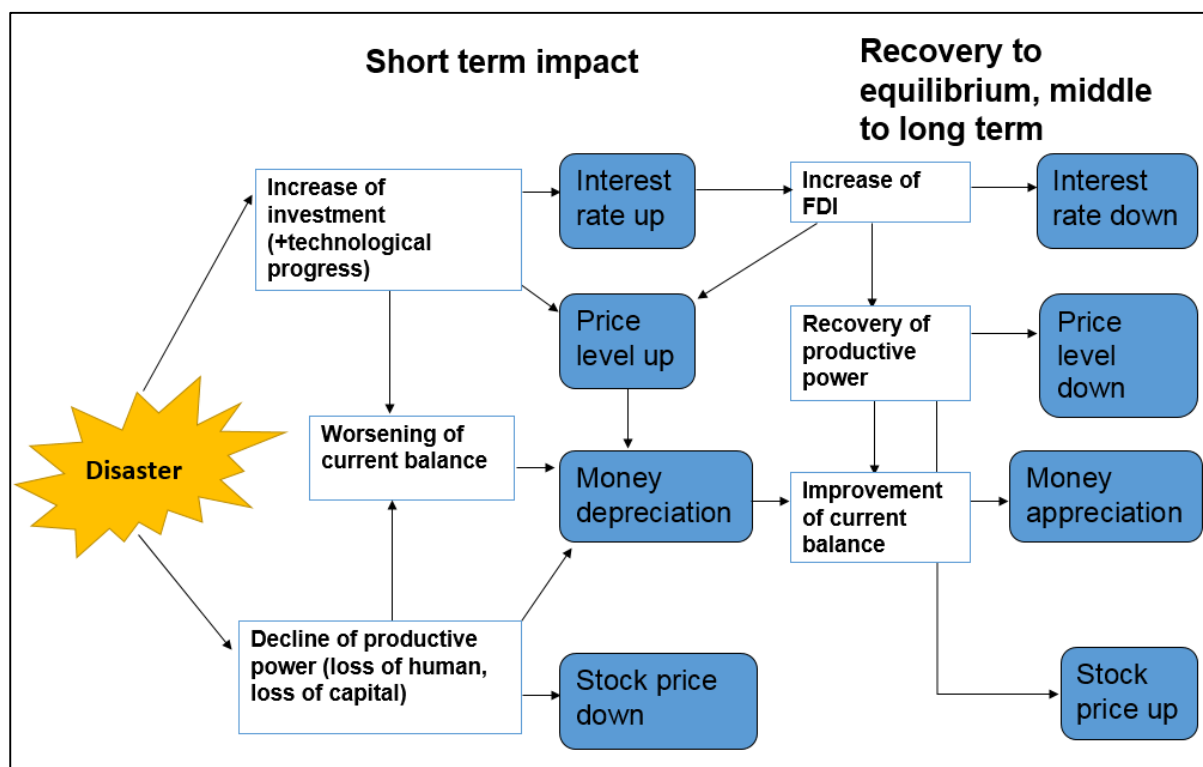 Short term impact
Recovery to
equilibrium, middle
to long term
Increase of
investment
(+technological
progress)
Interest
rate up
Increase of
FDI
Interest
rate down
Price
level up
Recovery of
productive
power
Price
level
down
Disaster
Worsening of
current balance
Money
depreciation
Improvement
of current
balance
Money
appreciation
Decline of productive
power (loss of human,
loss of capital)
Stock price
down
Stock
price up